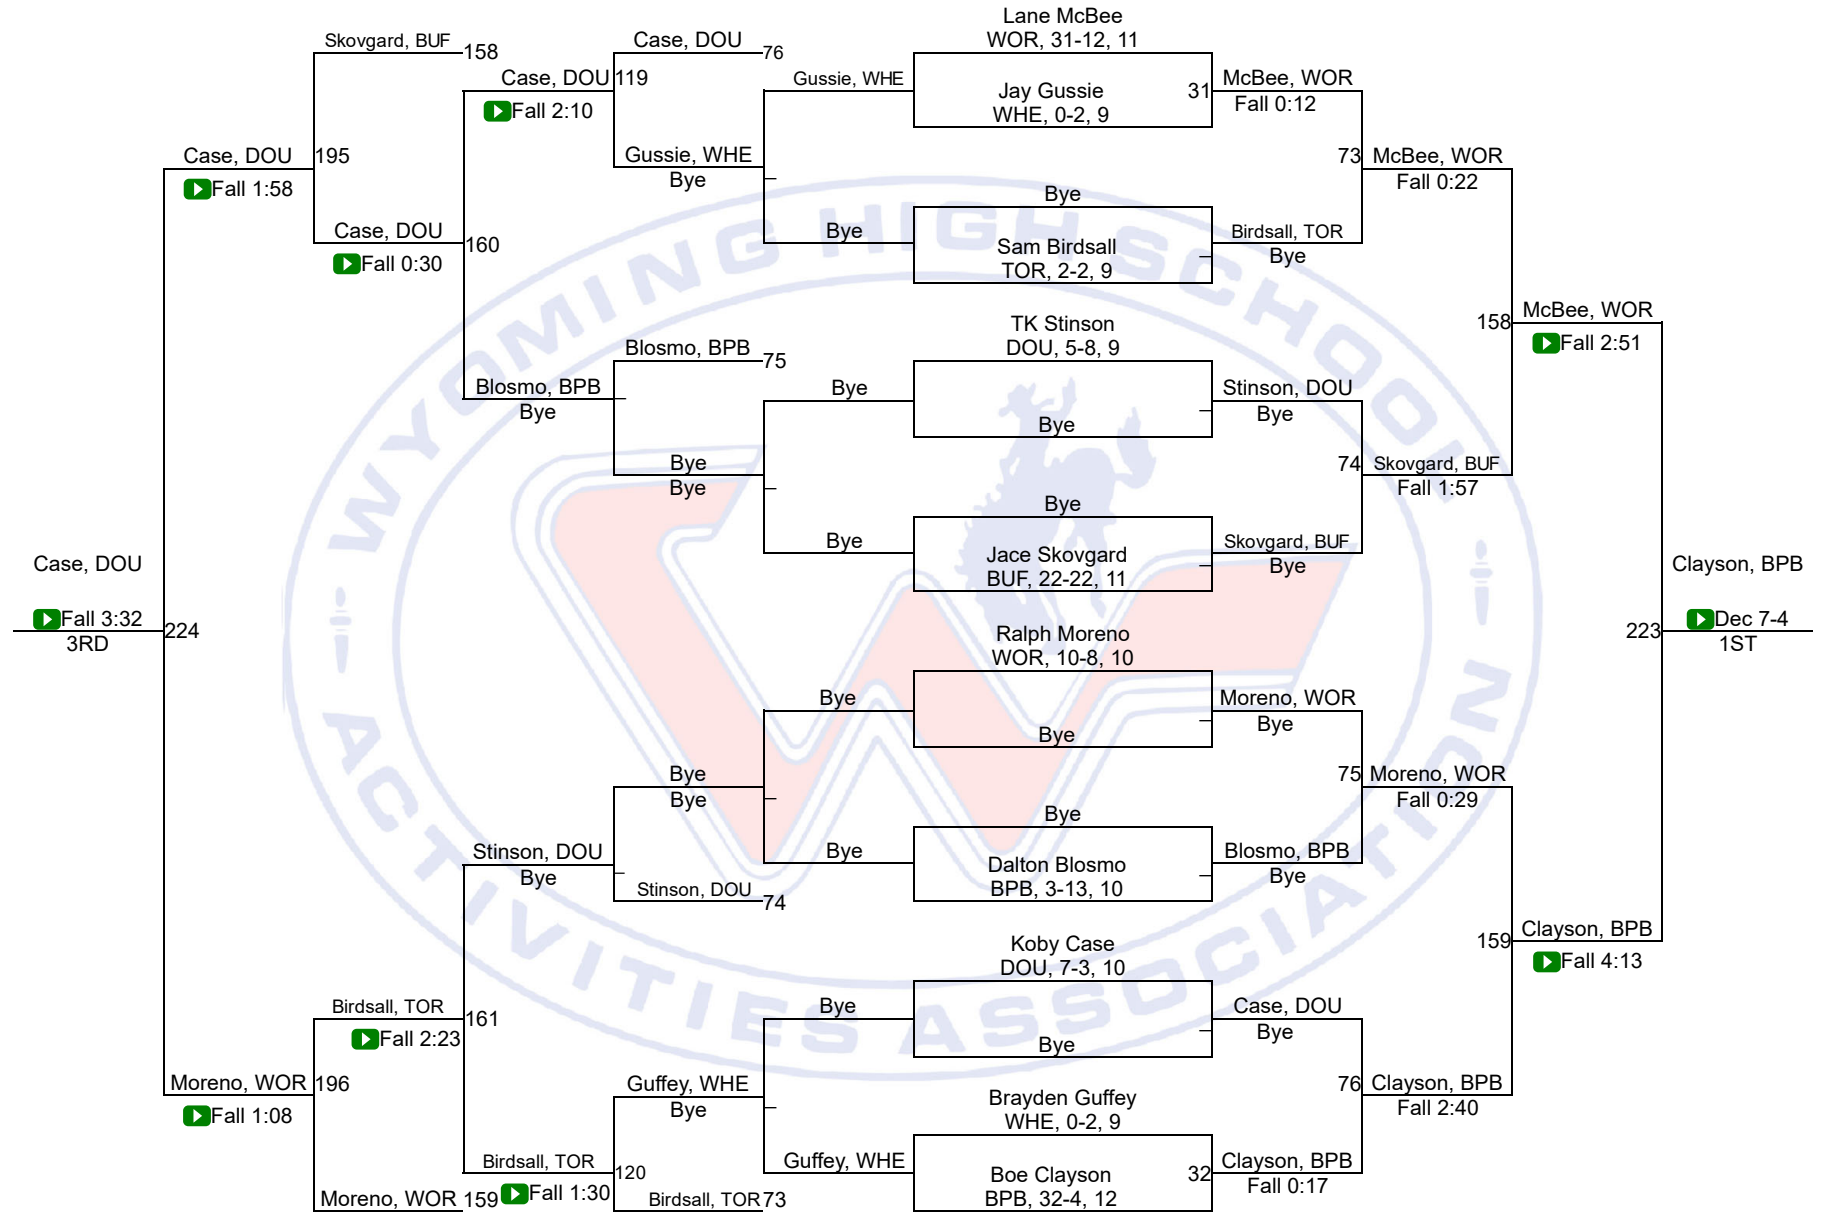 Lane McBee
WOR, 31-12, 11
Skovgard, BUF
158
Case, DOU
76
Case, DOU
119
Fall 2:10
Gussie, WHE
Jay Gussie
WHE, 0-2, 9
31
McBee, WOR
Fall 0:12
Case, DOU
195
Fall 1:58
Gussie, WHE
Bye
73
McBee, WOR
Fall 0:22
Bye
Case, DOU
160
Fall 0:30
Bye
Sam Birdsall
TOR, 2-2, 9
Birdsall, TOR
Bye
TK Stinson
DOU, 5-8, 9
158
McBee, WOR
Fall 2:51
Blosmo, BPB
75
Blosmo, BPB
Bye
Bye
Bye
Stinson, DOU
Bye
Bye
Bye
74
Skovgard, BUF
Fall 1:57
Bye
Bye
Jace Skovgard
BUF, 22-22, 11
Skovgard, BUF
Bye
Case, DOU
Fall 3:32
3RD
224
Clayson, BPB
223
Dec 7-4
1ST
Ralph Moreno
WOR, 10-8, 10
Bye
Bye
Moreno, WOR
Bye
Bye
Bye
75
Moreno, WOR
Fall 0:29
Bye
Bye
Dalton Blosmo
BPB, 3-13, 10
Blosmo, BPB
Bye
Stinson, DOU
Bye
Stinson, DOU
74
Koby Case
DOU, 7-3, 10
159
Clayson, BPB
Fall 4:13
Birdsall, TOR
161
Fall 2:23
Bye
Bye
Case, DOU
Bye
Moreno, WOR
196
Fall 1:08
Guffey, WHE
Bye
Brayden Guffey
WHE, 0-2, 9
76
Clayson, BPB
Fall 2:40
Birdsall, TOR
120
Fall 1:30
Guffey, WHE
Boe Clayson
BPB, 32-4, 12
32
Clayson, BPB
Fall 0:17
Moreno, WOR
159
Birdsall, TOR
73
WYOMING HIGH SCHOOL
ACTIVITIES ASSOCIATION